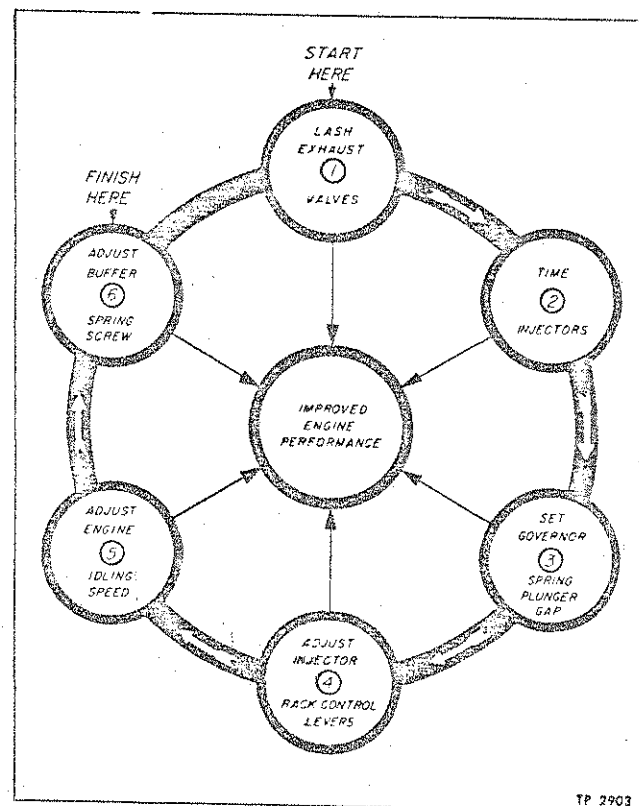 START
HERE
LASH
EXHAUST
1
VALVES
TIME
2
INJECTORS
SET
GOVERNOR
3
SPRING
PLUNGER
GAP
ADJUST
INJECTOR
4
RACK CONTROL
LEVERS
ADJUST
ENGINE
5
IDLING
SPEED
FINISH
HERE
ADJUST
BUFFER
6
SPRING
SCREW
IMPROVED
ENGINE
PERFORMANCE
TP 2903